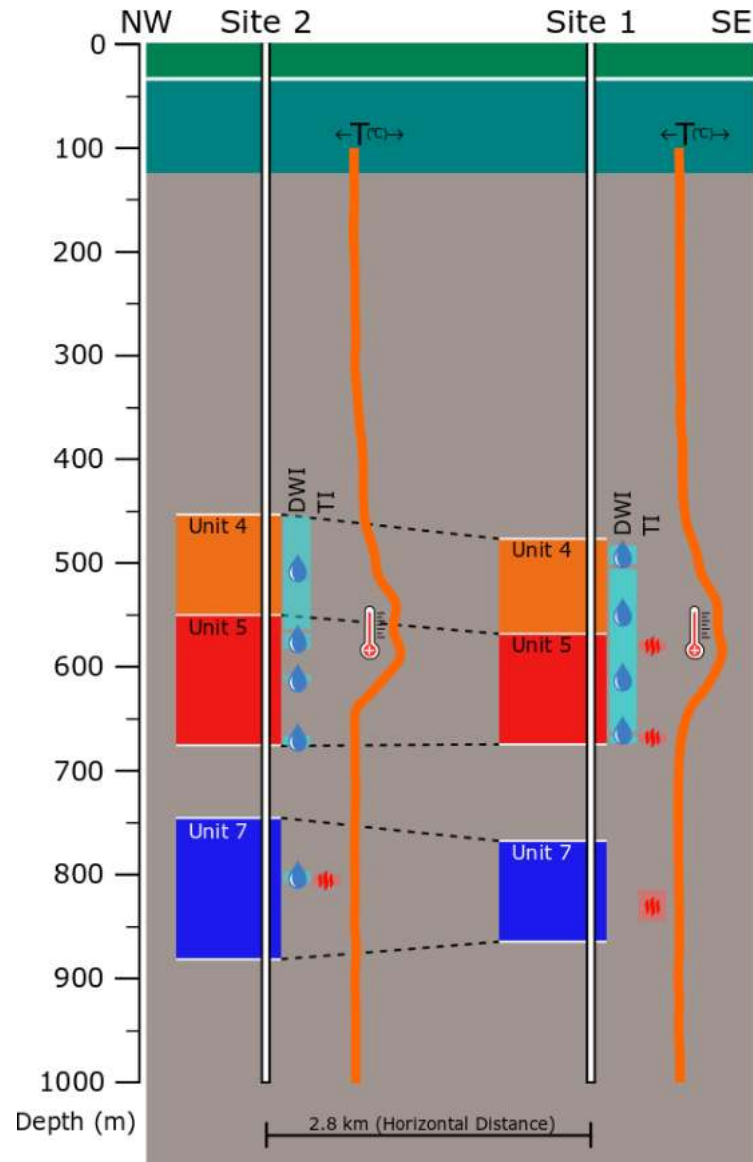 NW Site 2 Site 1 SE
0
←T(℃)→ ←T(℃)→
100
200
300
400
DWI TI DWI TI
Unit 4 Unit 4
500
Unit 5 Unit 5
600
700
Unit 7 Unit 7
800
900
1000
Depth (m) 2.8 km (Horizontal Distance)